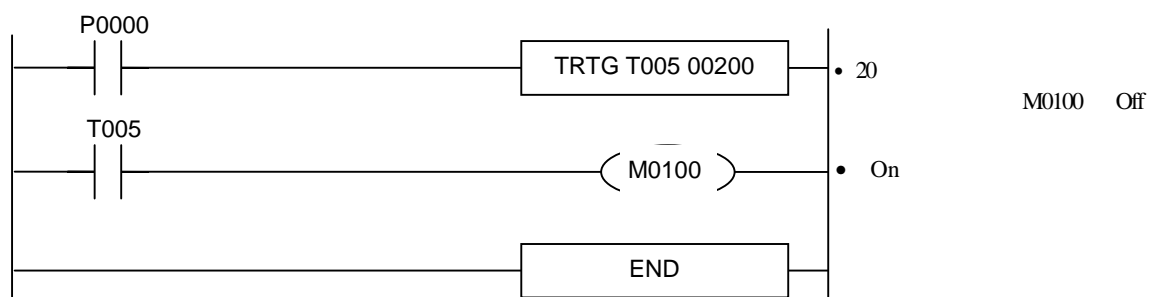 P0000
TRTG T005 00200
• 20
M0100 Off
T005
M0100
• On
END